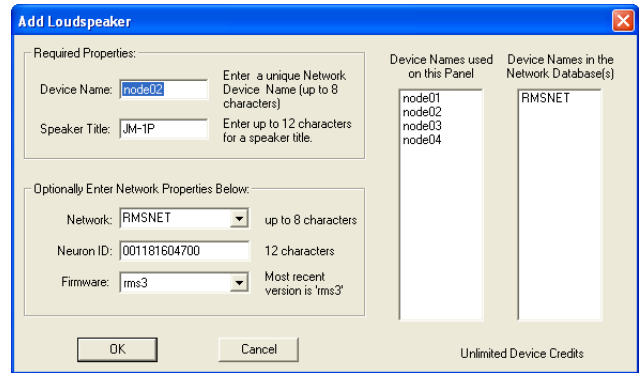 Add Loudspeaker
Required Properties:
Device Name: node02
Enter a unique Network
Device Name (up to 8
characters)
Speaker Title: JM-1P
Enter up to 12 characters
for a speaker title.
Optionally Enter Network Properties Below:
Network: RMSNET
up to 8 characters
Neuron ID: 001181604700
12 characters
Firmware: rms3
Most recent
version is 'rms3'
OK
Cancel
Device Names used
on this Panel
node01
node02
node03
node04
Device Names in the
Network Database(s)
RMSNET
Unlimited Device Credits